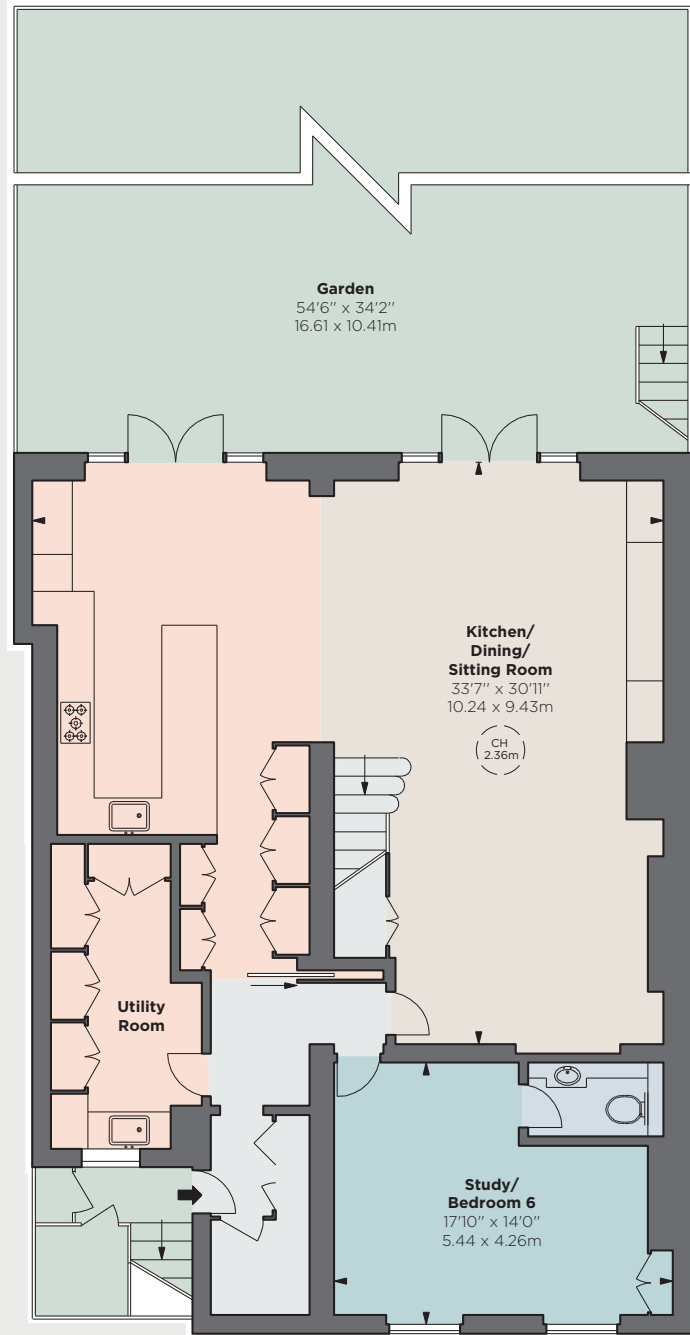 Garden
54'6'' x 34'2''
16.61 x 10.41m
Kitchen/
Dining/
Sitting Room
33'7'' x 30'11''
10.24 x 9.43m
CH
2.36m
Utility
Room
Study/
Bedroom 6
17'10'' x 14'0''
5.44 x 4.26m